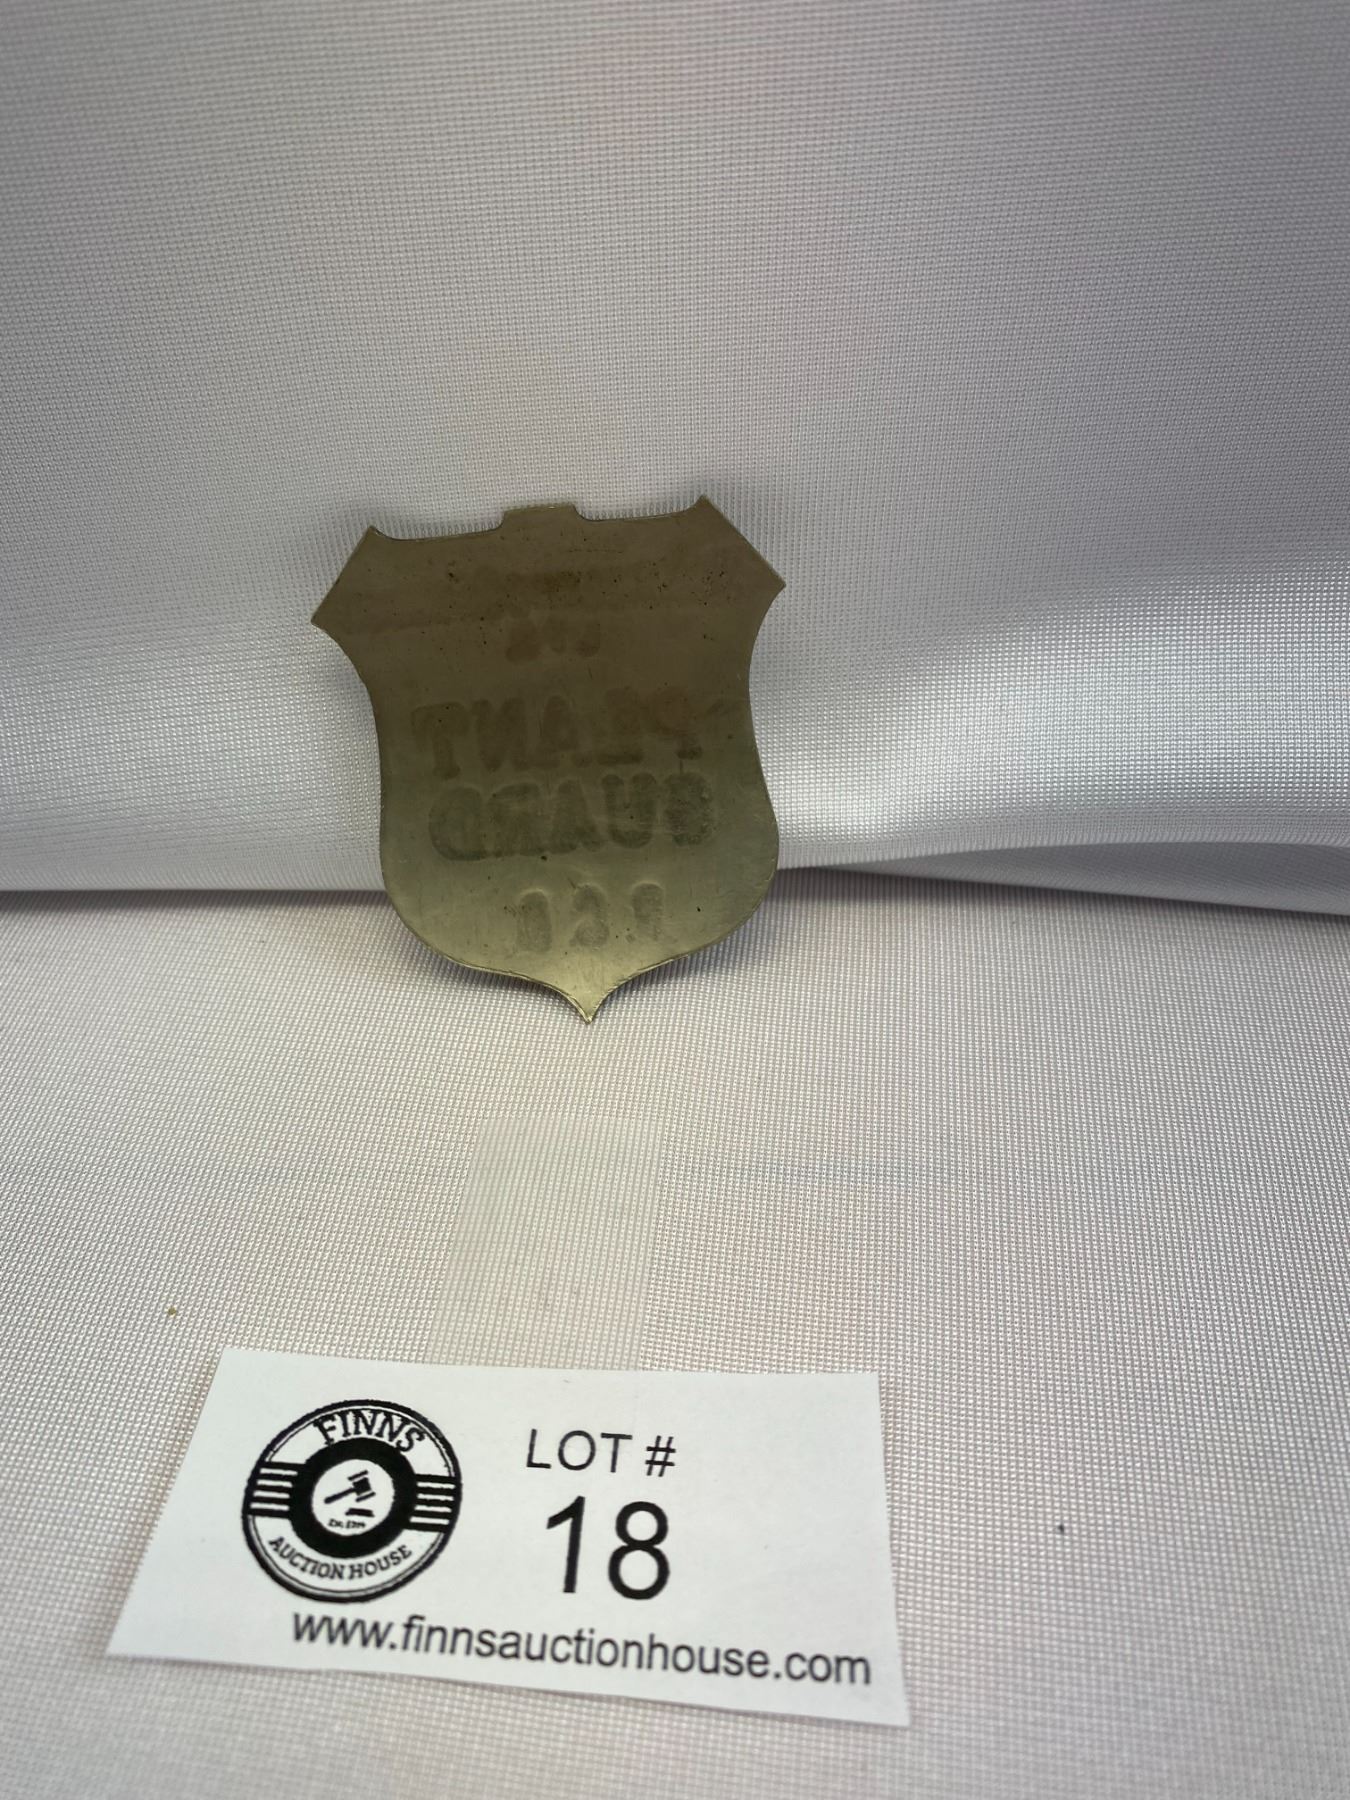 PLANT
GUARD
FINNS
AUCTION HOUSE
LOT #
18
www.finnsauctionhouse.com